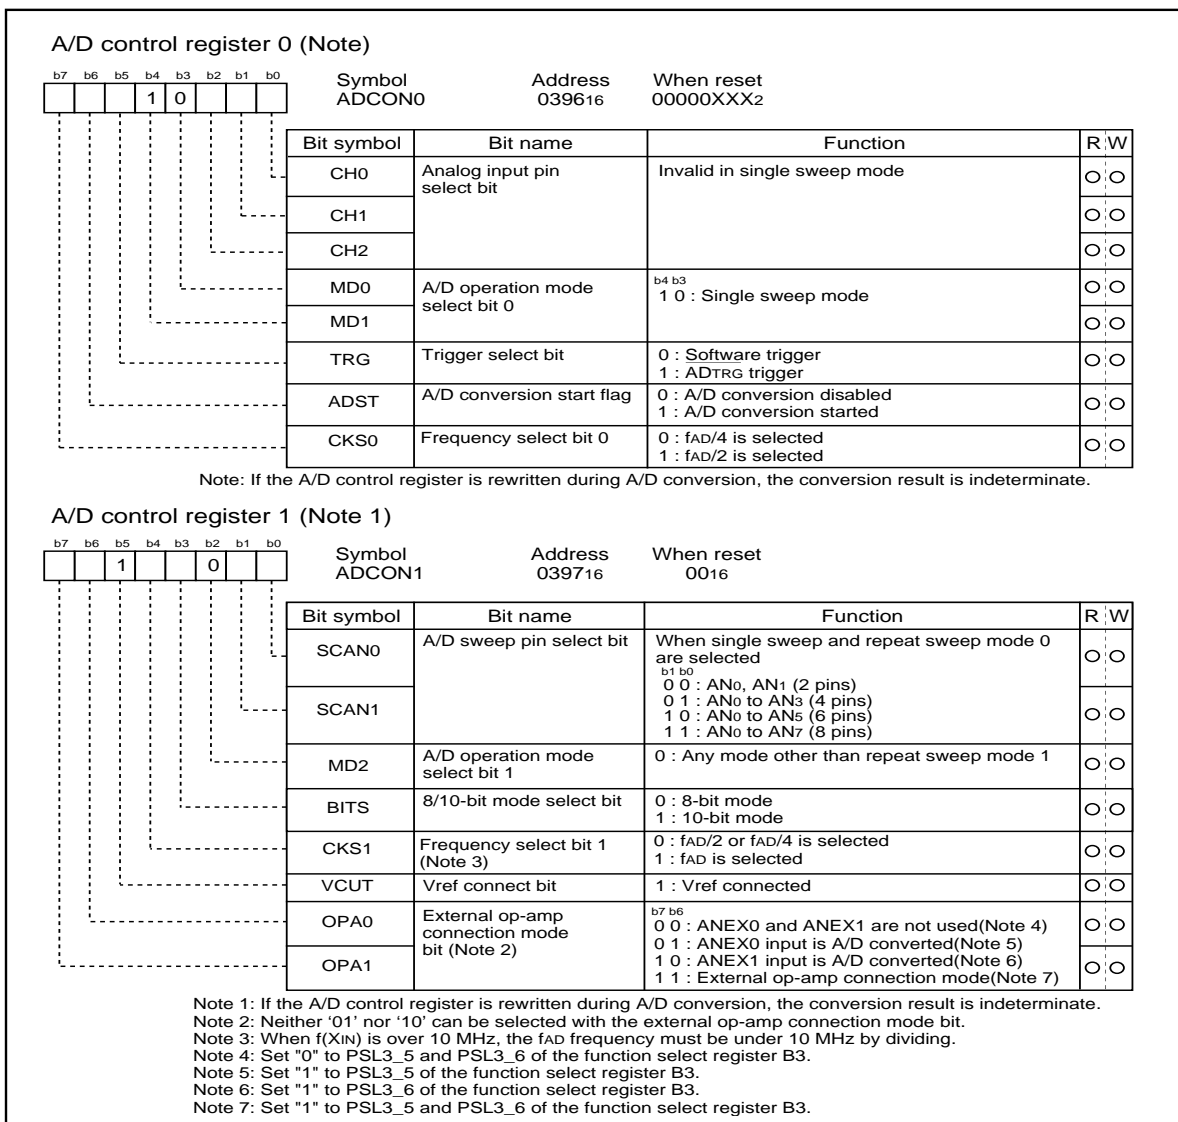 A/D control register 0 (Note)
b7 b6 b5 b4 b3 b2 b1 b0
1 0
Symbol Address When reset
ADCON0 039616 00000XXX2
Bit symbol Bit name Function R W
CH0 Analog input pin select bit Invalid in single sweep mode
CH1
CH2
MD0 A/D operation mode select bit 0 b4 b3
1 0 : Single sweep mode
MD1
TRG Trigger select bit 0 : Software trigger
1 : ADTRG trigger
ADST A/D conversion start flag 0 : A/D conversion disabled
1 : A/D conversion started
CKS0 Frequency select bit 0 0 : fAD/4 is selected
1 : fAD/2 is selected
Note: If the A/D control register is rewritten during A/D conversion, the conversion result is indeterminate.
A/D control register 1 (Note 1)
b7 b6 b5 b4 b3 b2 b1 b0
1 0
Symbol Address When reset
ADCON1 039716 0016
Bit symbol Bit name Function R W
SCAN0 A/D sweep pin select bit When single sweep and repeat sweep mode 0
are selected
b1 b0
0 0 : AN0, AN1 (2 pins)
SCAN1 0 1 : AN0 to AN3 (4 pins)
1 0 : AN0 to AN5 (6 pins)
1 1 : AN0 to AN7 (8 pins)
MD2 A/D operation mode select bit 1 0 : Any mode other than repeat sweep mode 1
BITS 8/10-bit mode select bit 0 : 8-bit mode
1 : 10-bit mode
CKS1 Frequency select bit 1 (Note 3) 0 : fAD/2 or fAD/4 is selected
1 : fAD is selected
VCUT Vref connect bit 1 : Vref connected
OPA0 External op-amp connection mode bit (Note 2) b7 b6
0 0 : ANEX0 and ANEX1 are not used(Note 4)
0 1 : ANEX0 input is A/D converted(Note 5)
OPA1 1 0 : ANEX1 input is A/D converted(Note 6)
1 1 : External op-amp connection mode(Note 7)
Note 1: If the A/D control register is rewritten during A/D conversion, the conversion result is indeterminate.
Note 2: Neither ‘01’ nor ‘10’ can be selected with the external op-amp connection mode bit.
Note 3: When f(XIN) is over 10 MHz, the fAD frequency must be under 10 MHz by dividing.
Note 4: Set "0" to PSL3_5 and PSL3_6 of the function select register B3.
Note 5: Set "1" to PSL3_5 of the function select register B3.
Note 6: Set "1" to PSL3_6 of the function select register B3.
Note 7: Set "1" to PSL3_5 and PSL3_6 of the function select register B3.